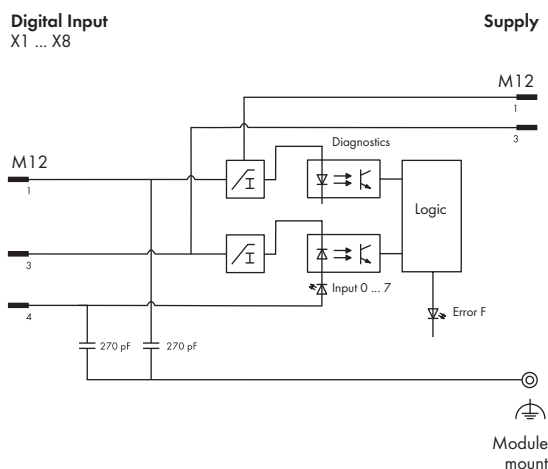 Digital Input
X1 ... X8
Supply
M12
1
3
Diagnostics
M12
1
Logic
3
Input 0 ... 7
4
Error F
270 pF
270 pF
Module
mount